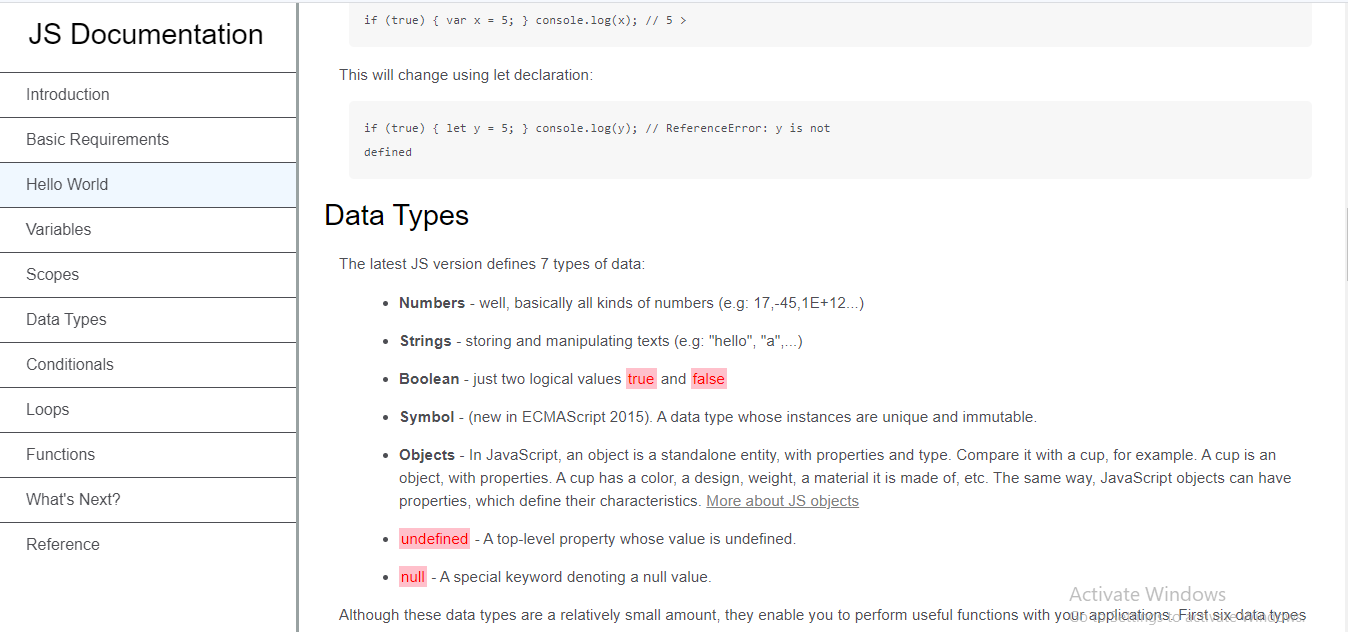 JS Documentation
Introduction
Basic Requirements
Hello World
Variables
Scopes
Data Types
Conditionals
Loops
Functions
What's Next?
Reference
if (true) { var x = 5; } console.log(x); // 5 >
This will change using let declaration:
if (true) { let y = 5; } console.log(y); // ReferenceError: y is not
defined
Data Types
The latest JS version defines 7 types of data:
Numbers - well, basically all kinds of numbers (e.g: 17,-45,1E+12...)
Strings - storing and manipulating texts (e.g: "hello", "a",...)
Boolean - just two logical values true and false
Symbol - (new in ECMAScript 2015). A data type whose instances are unique and immutable.
Objects - In JavaScript, an object is a standalone entity, with properties and type. Compare it with a cup, for example. A cup is an
object, with properties. A cup has a color, a design, weight, a material it is made of, etc. The same way, JavaScript objects can have
properties, which define their characteristics. More about JS objects
undefined - A top-level property whose value is undefined.
null - A special keyword denoting a null value.
Although these data types are a relatively small amount, they enable you to perform useful functions with your applications. First six data types
Activate Windows
Go to Settings to activate Windows.